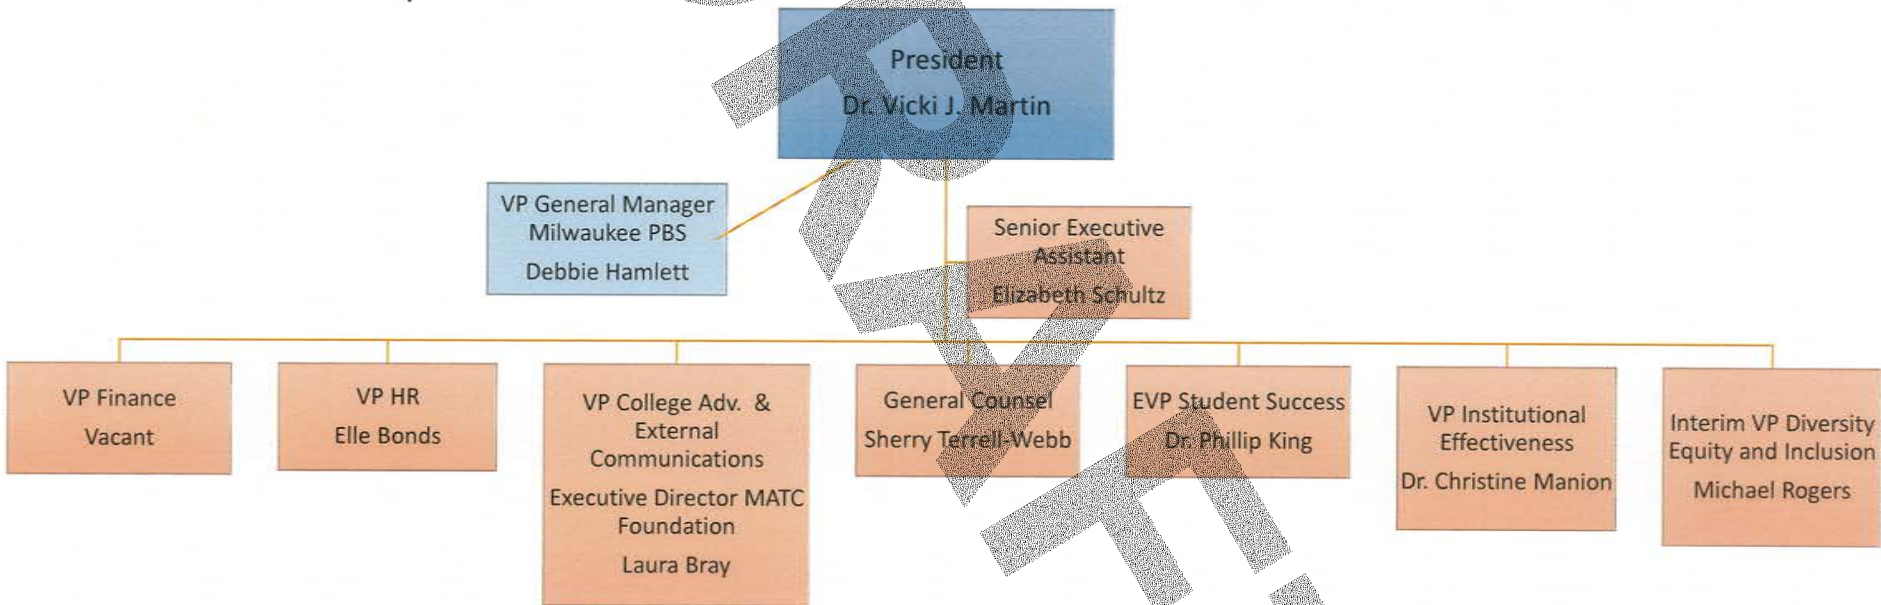 President
Dr. Vicki J. Martin
VP General Manager
Milwaukee PBS
Debbie Hamlett
Senior Executive
Assistant
Elizabeth Schultz
VP Finance
Vacant
VP HR
Elle Bonds
VP College Adv. &
External
Communications
Executive Director MATC
Foundation
Laura Bray
General Counsel
Sherry Terrell-Webb
EVP Student Success
Dr. Phillip King
VP Institutional
Effectiveness
Dr. Christine Manion
Interim VP Diversity
Equity and Inclusion
Michael Rogers